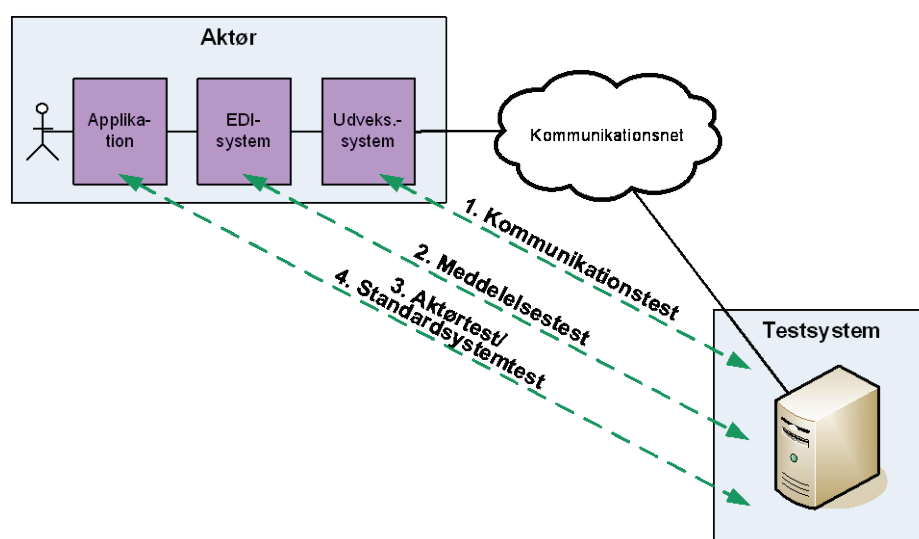 Aktør
Applika-
tion
EDI-
system
Udveks.-
system
Kommunikationsnet
1. Kommunikationstest
2. Meddelelsestest
3. Aktørtest/
4. Standardsystemtest
Testsystem